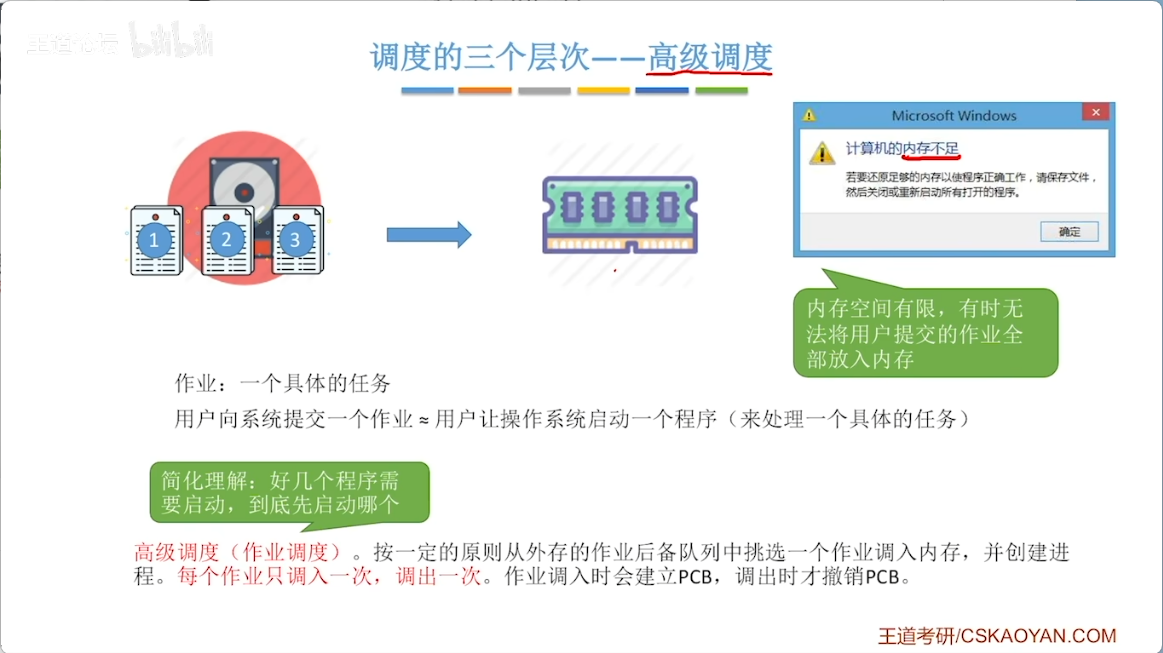 王道论坛 bilibili
调度的三个层次——高级调度
Microsoft Windows
计算机的内存不足
若要还原足够的内存以使程序正确工作，请保存文件，
然后关闭或重新启动所有打开的程序。
确定
1
2
3
内存空间有限，有时无
法将用户提交的作业全
部放入内存
作业：一个具体的任务
用户向系统提交一个作业 ≈ 用户让操作系统启动一个程序（来处理一个具体的任务）
简化理解：好几个程序需
要启动，到底先启动哪个
高级调度（作业调度）。按一定的原则从外存的作业后备队列中挑选一个作业调入内存，并创建进
程。每个作业只调入一次，调出一次。作业调入时会建立PCB，调出时才撤销PCB。
王道考研/CSKAOYAN.COM